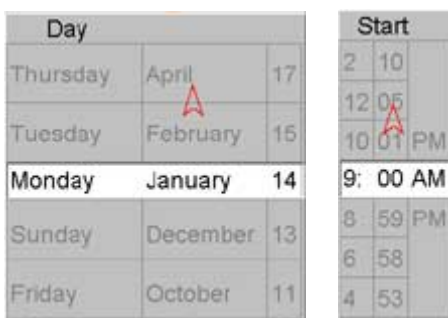 Day
Thursday April 17
Tuesday February 15
Monday January 14
Sunday December 13
Friday October 11
Start
2 10
12 05
10 01 PM
9: 00 AM
8 59 PM
6 58
4 53